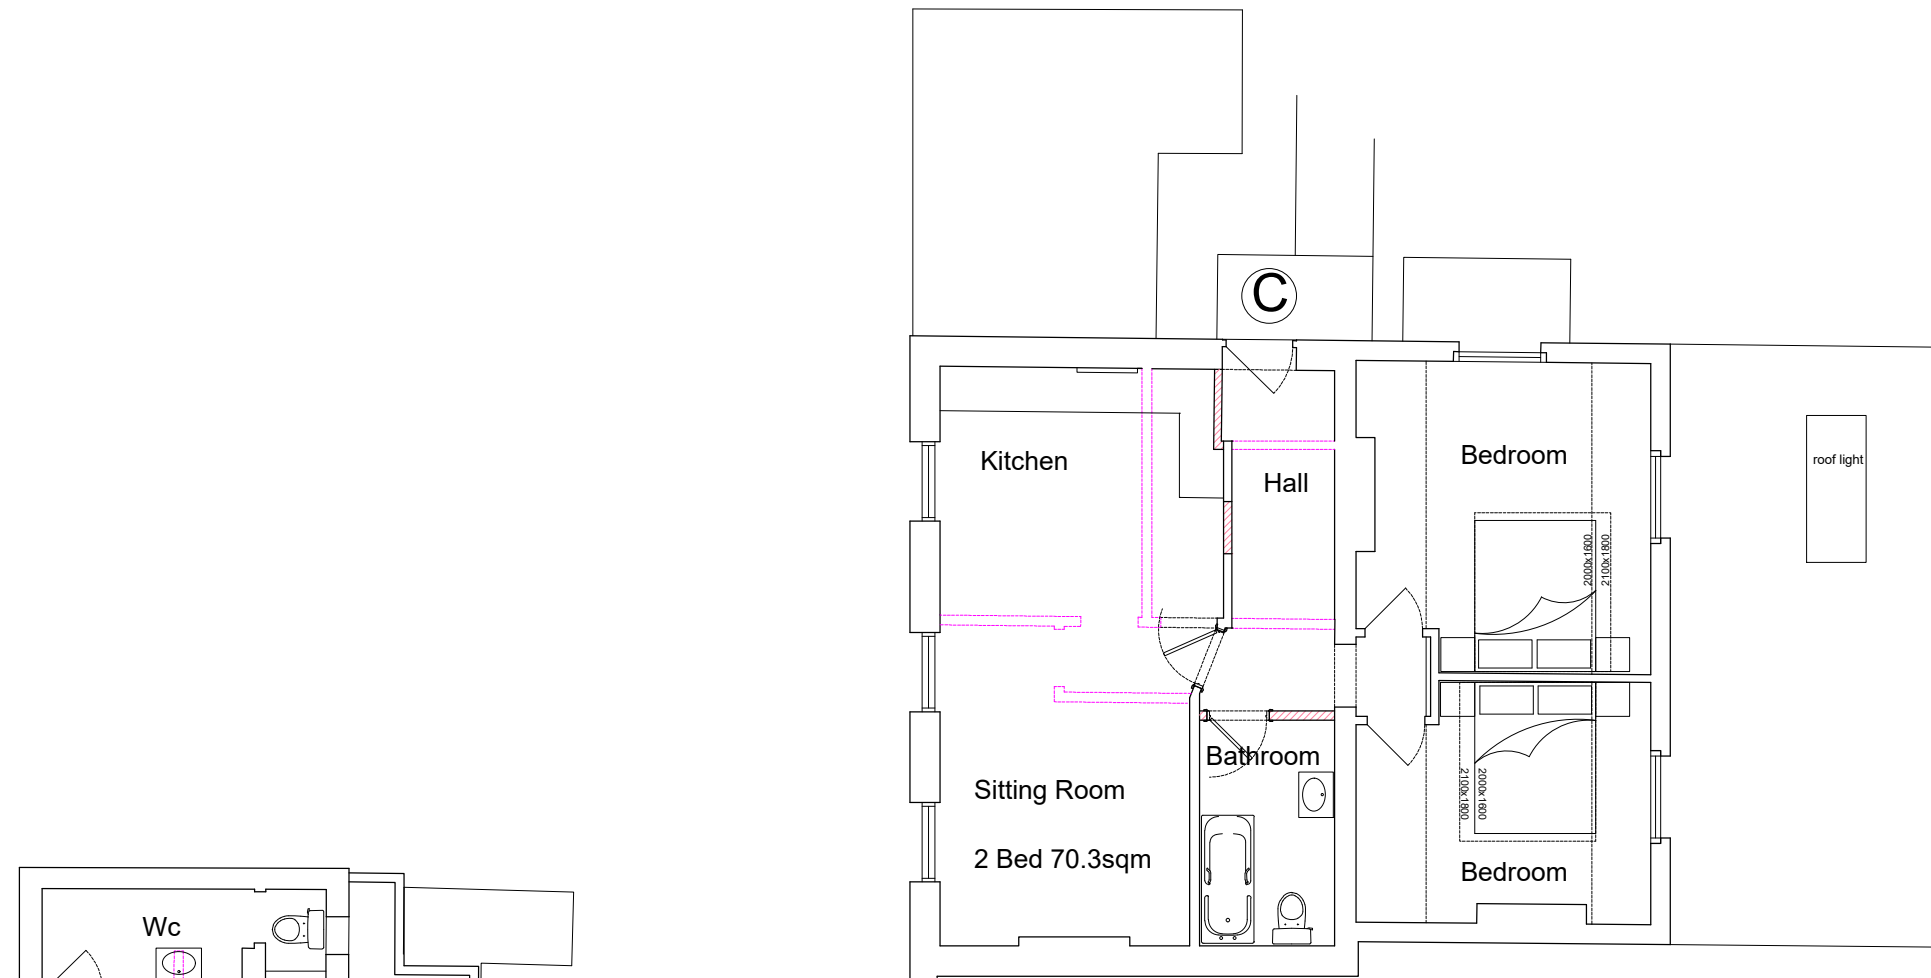 C
Kitchen
Hall
Bedroom
roof light
2000x1600
2100x1800
Bathroom
Sitting Room
2 Bed 70.3sqm
2100x1800
2000x1600
Bedroom
Wc